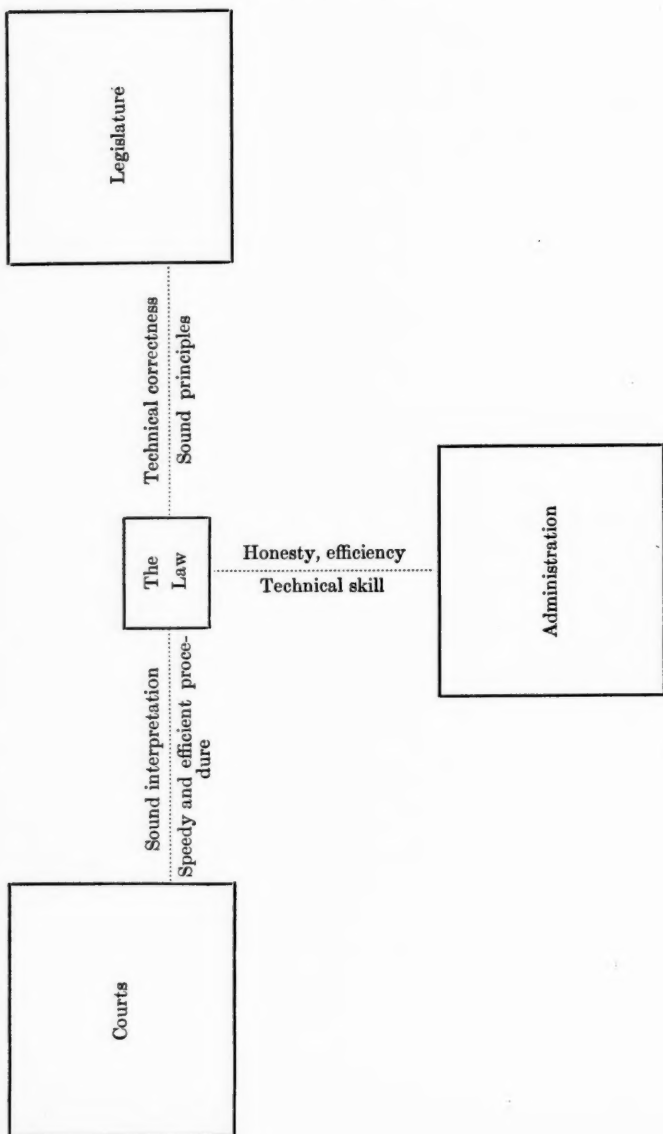 Courts
Sound interpretation
Speedy and efficient proce-
dure
The
Law
Technical correctness
Sound principles
Legislature
Honesty, efficiency
Technical skill
Administration